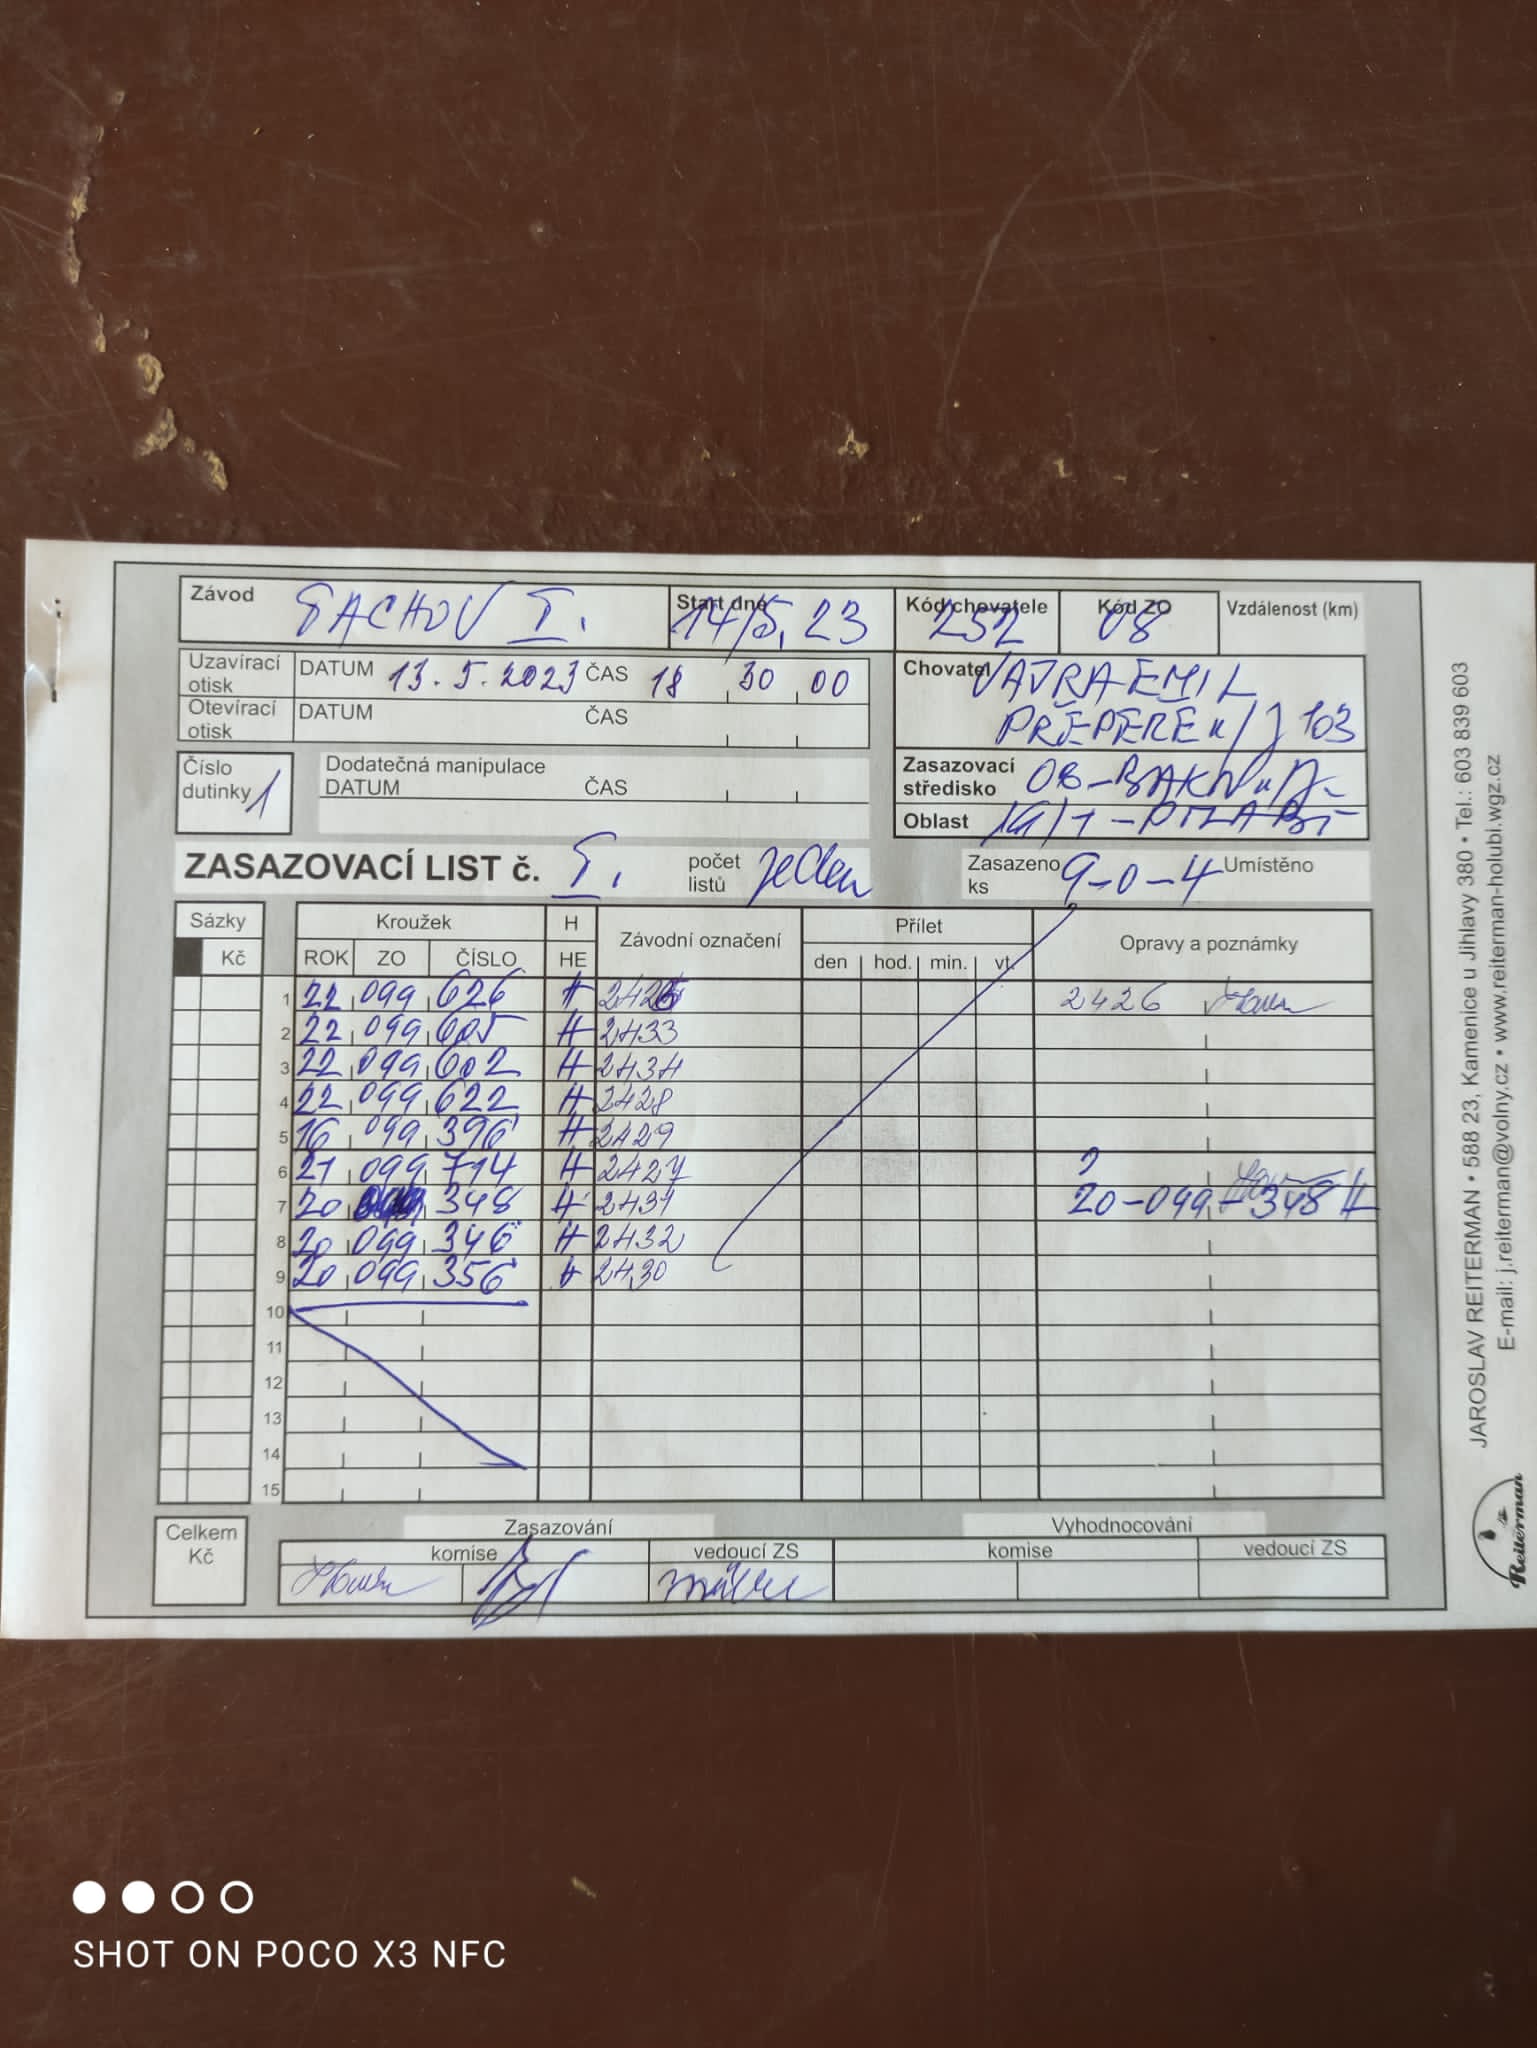 Závod TACHOV I. Start dne 14/5, 23 Kód chovatele 252 Kód ZO 08 Vzdálenost (km)
Uzavírací otisk DATUM 13. 5. 2023 ČAS 18 30 00
Otevírací otisk DATUM ČAS
Chovatel VAJRA EMIL
PŘEPEŘE u/J 103
Číslo dutinky 1
Dodatečná manipulace
DATUM ČAS
Zasazovací středisko 08-BAKOV u/J-
Oblast
ZASAZOVACÍ LIST č. I. počet listů jeden Zasazeno ks 9-0-4 Umístěno
Sázky Kroužek H Závodní označení Přílet Opravy a poznámky
Kč ROK ZO ČÍSLO HE den hod. min. vt.
1 22 099 626 H 2426 2426
2 22 099 605 H 2433
3 22 099 602 H 2434
4 22 099 622 H 2428
5 16 099 396 H 2429
6 21 099 714 H 2427
7 20 348 H 2431 20-099-348 H
8 20 099 346 H 2432
9 20 099 356 H 2430
10
11
12
13
14
15
Celkem Kč
Zasazování Vyhodnocování
komise vedoucí ZS komise vedoucí ZS
JAROSLAV REITERMAN • 588 23, Kamenice u Jihlavy 380 • Tel.: 603 839 603
E-mail: j.reiterman@volny.cz • www.reiterman-holubi.wgz.cz
Reiterman
SHOT ON POCO X3 NFC